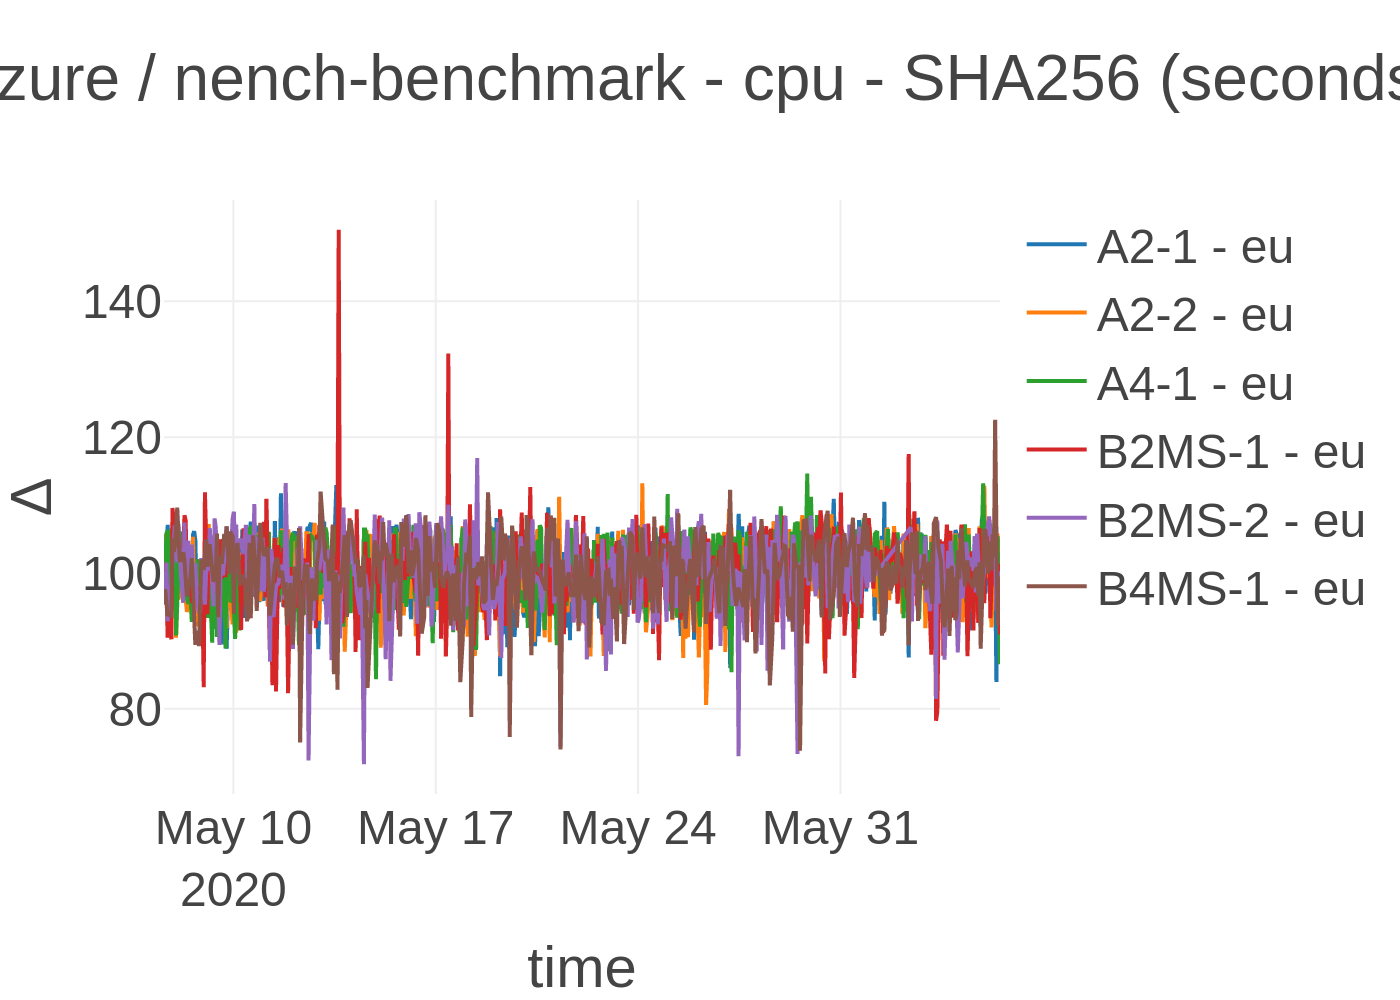 zure / nench-benchmark - cpu - SHA256 (seconds
140
120
100
80
Δ
May 10
2020
May 17
May 24
May 31
time
A2-1 - eu
A2-2 - eu
A4-1 - eu
B2MS-1 - eu
B2MS-2 - eu
B4MS-1 - eu